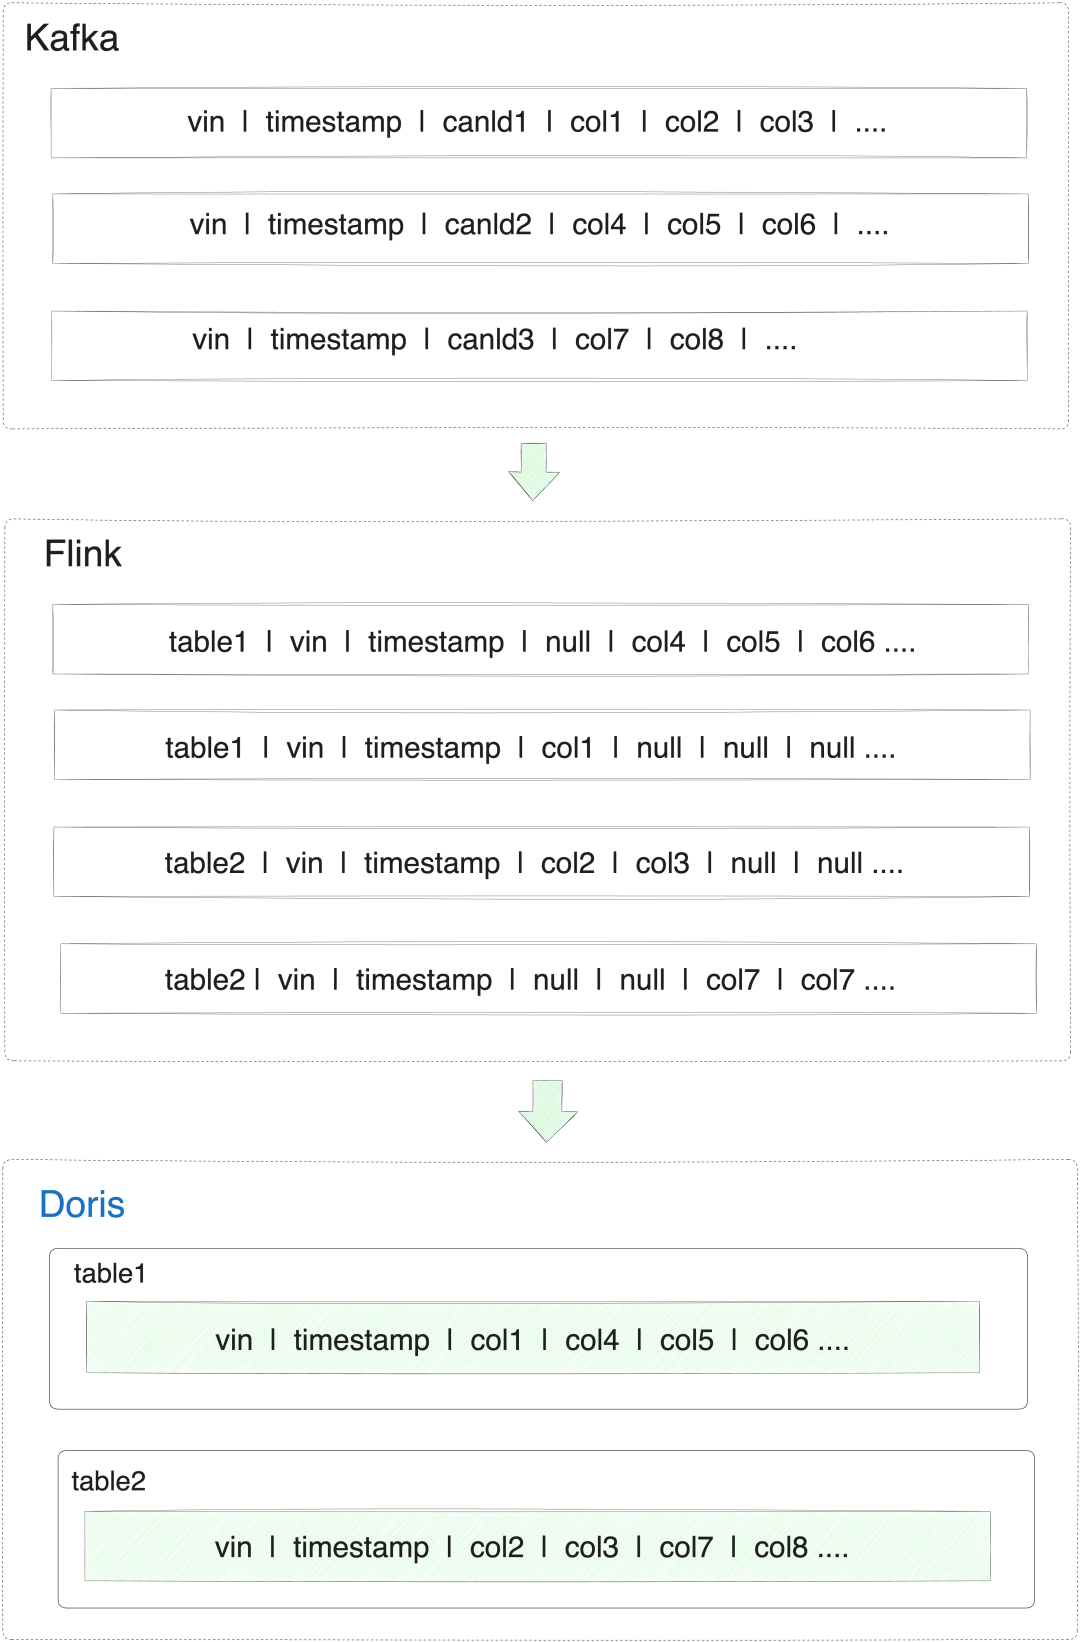 Kafka
vin | timestamp | canId1 | col1 | col2 | col3 | ....
vin | timestamp | canId2 | col4 | col5 | col6 | ....
vin | timestamp | canId3 | col7 | col8 | ....
Flink
table1 | vin | timestamp | null | col4 | col5 | col6 ....
table1 | vin | timestamp | col1 | null | null | null ....
table2 | vin | timestamp | col2 | col3 | null | null ....
table2 | vin | timestamp | null | null | col7 | col7 ....
Doris
table1
vin | timestamp | col1 | col4 | col5 | col6 ....
table2
vin | timestamp | col2 | col3 | col7 | col8 ....